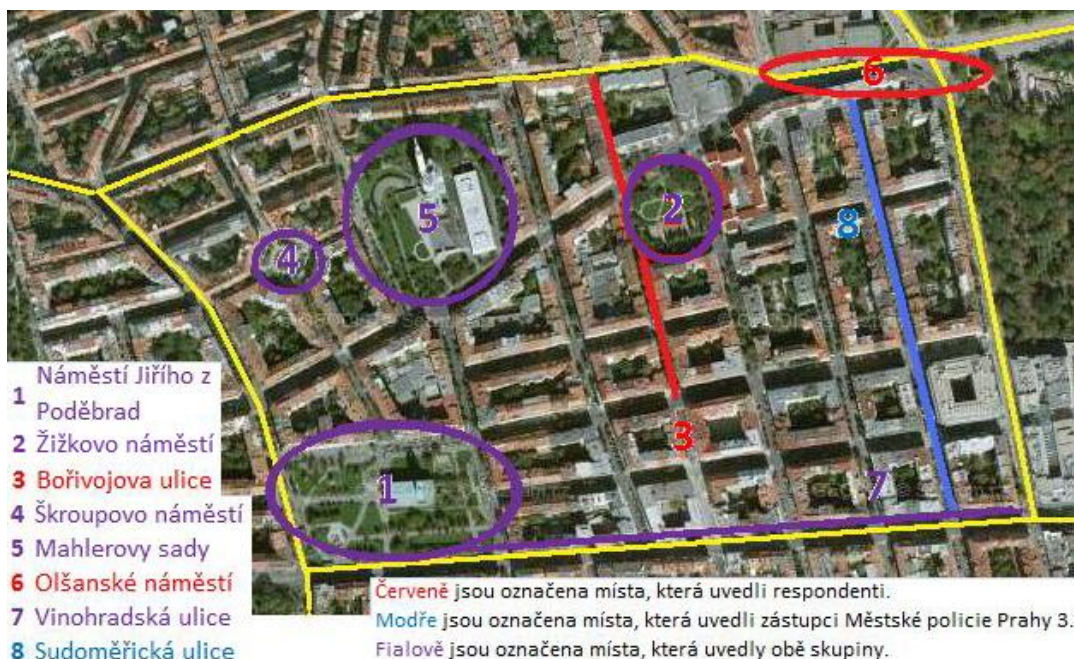 6
5
2
4
8
3
1
7
1 Náměstí Jiřího z
Poděbrad
2 Žižkovo náměstí
3 Bořivojova ulice
4 Škroupovo náměstí
5 Mahlerovy sady
6 Olšanské náměstí
7 Vinohradská ulice
8 Sudoměřická ulice
Červeně jsou označena místa, která uvedli respondenti.
Modře jsou označena místa, která uvedli zástupci Městské policie Prahy 3.
Fialově jsou označena místa, která uvedly obě skupiny.